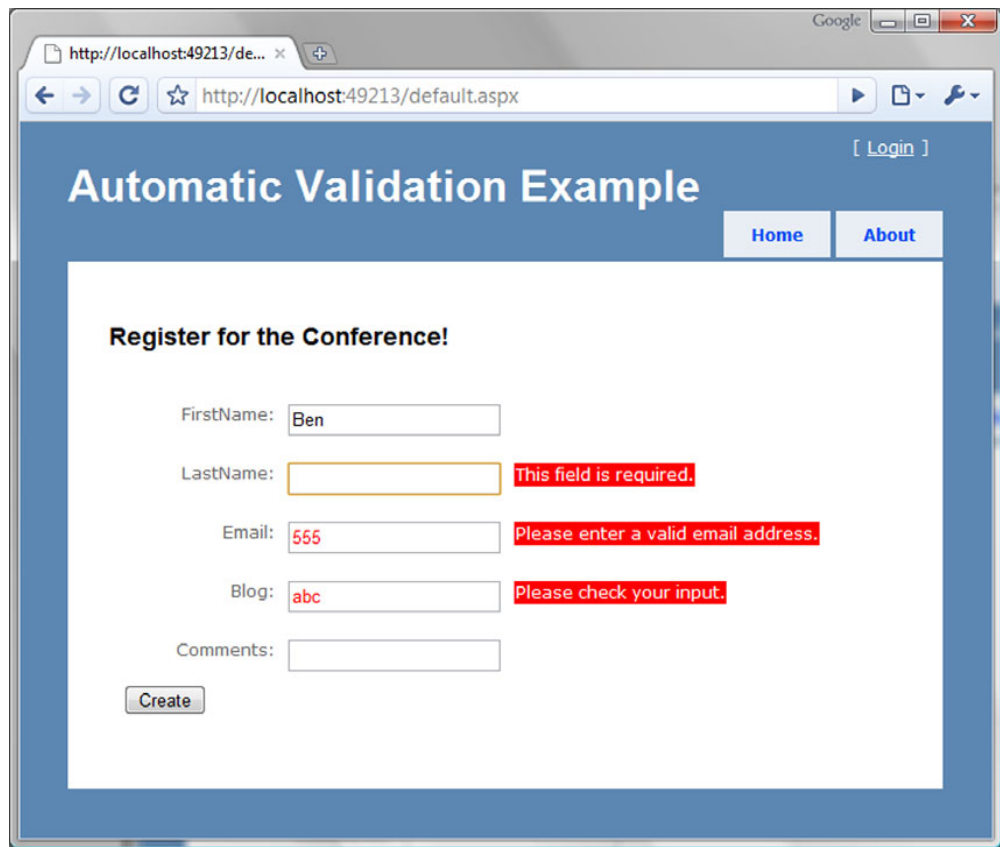 Google
http://localhost:49213/de...
http://localhost:49213/default.aspx
[ Login ]
Automatic Validation Example
Home About
Register for the Conference!
FirstName: Ben
LastName: This field is required.
Email: 555 Please enter a valid email address.
Blog: abc Please check your input.
Comments:
Create